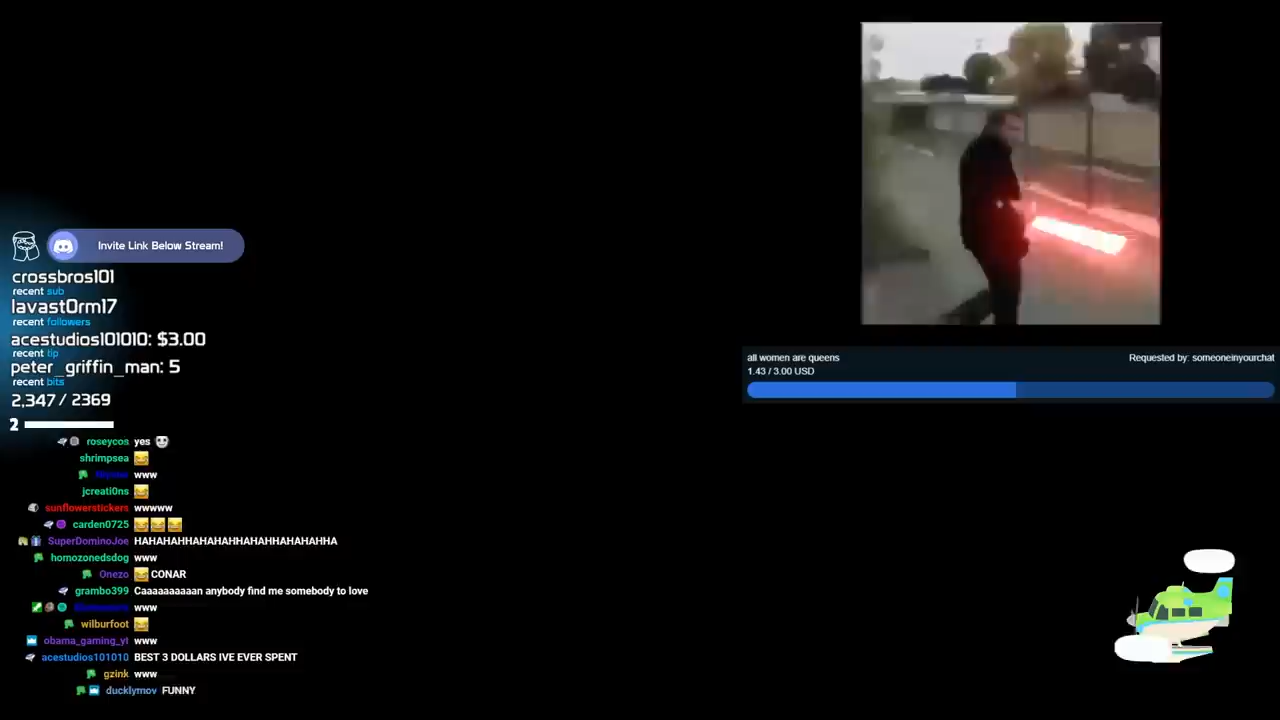 Invite Link Below Stream!
crossbros101
recent sub
lavast0rm17
recent followers
acestudios101010: $3.00
recent tip
peter_griffin_man: 5
recent bits
2,347 / 2369
2
all women are queens
Requested by: someoneinyourchat
1.43 / 3.00 USD
roseycos yes
shrimpsea
www
jcreati0ns
sunflowerstickers wwwww
carden0725
SuperDominoJoe HAHAHAHHAHAHAHHAHAHHAHAHAHHA
homozonedsdog www
Onezo CONAR
grambo399 Caaaaaaaaan anybody find me somebody to love
www
wilburfoot
obama_gaming_yt www
acestudios101010 BEST 3 DOLLARS IVE EVER SPENT
gzink www
ducklymov FUNNY